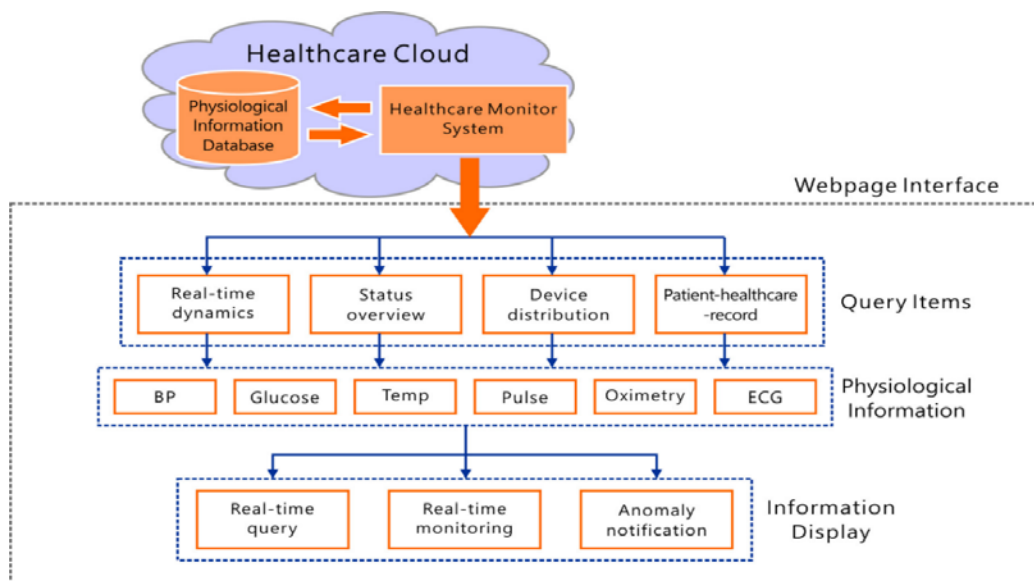 Healthcare Cloud
Physiological
Information
Database
Healthcare Monitor
System
Webpage Interface
Real-time
dynamics
Status
overview
Device
distribution
Patient-healthcare
-record
Query Items
BP
Glucose
Temp
Pulse
Oximetry
ECG
Physiological
Information
Real-time
query
Real-time
monitoring
Anomaly
notification
Information
Display